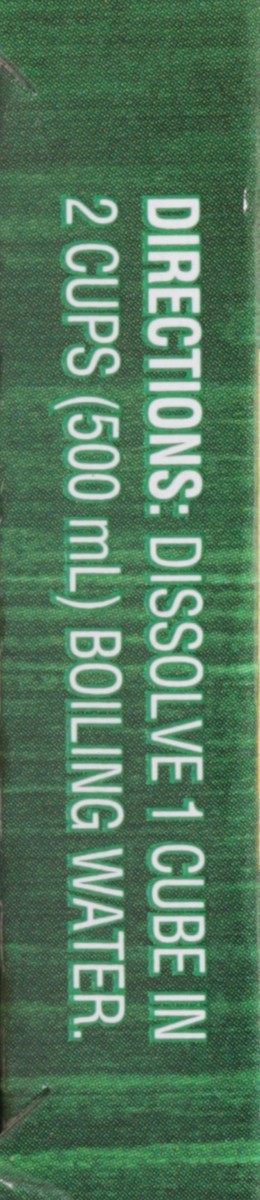 DIRECTIONS: DISSOLVE 1 CUBE IN
2 CUPS (500 mL) BOILING WATER.